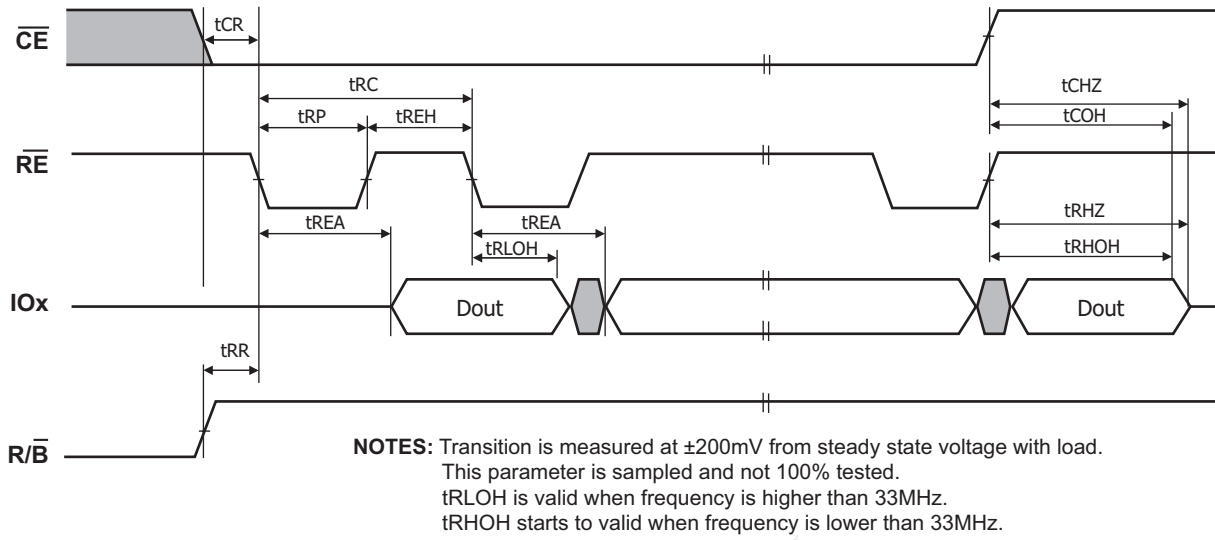 CE
tCR
tRC
tCHZ
tRP
tREH
tCOH
RE
tREA
tREA
tRHZ
tRLOH
tRHOH
IOx
Dout
Dout
tRR
R/B
NOTES: Transition is measured at ±200mV from steady state voltage with load.
This parameter is sampled and not 100% tested.
tRLOH is valid when frequency is higher than 33MHz.
tRHOH starts to valid when frequency is lower than 33MHz.